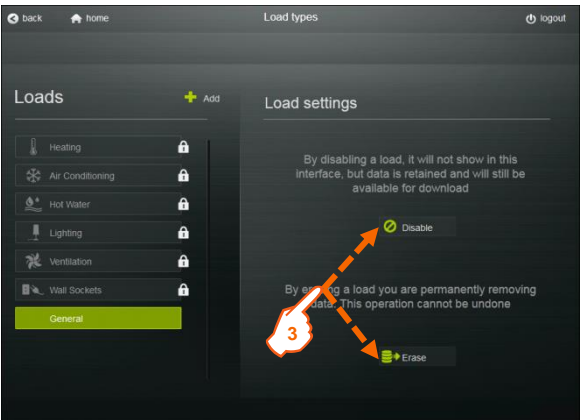 back
home
Load types
logout
Loads
Add
Heating
Air Conditioning
Hot Water
Lighting
Ventilation
Wall Sockets
General
Load settings
By disabling a load, it will not show in this
interface, but data is retained and will still be
available for download
Disable
By erasing a load you are permanently removing
data. This operation cannot be undone
Erase
3